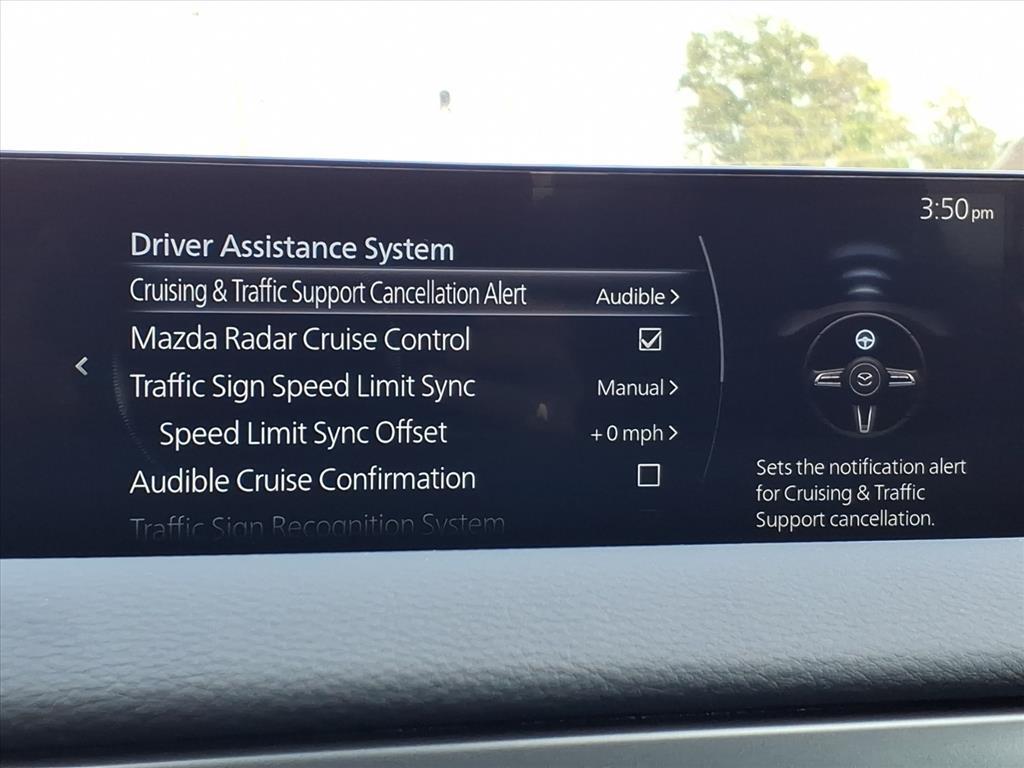 3:50 pm
Driver Assistance System
Cruising & Traffic Support Cancellation Alert Audible >
Mazda Radar Cruise Control
Traffic Sign Speed Limit Sync Manual >
Speed Limit Sync Offset +0 mph >
Audible Cruise Confirmation
Traffic Sign Recognition System
Sets the notification alert
for Cruising & Traffic
Support cancellation.